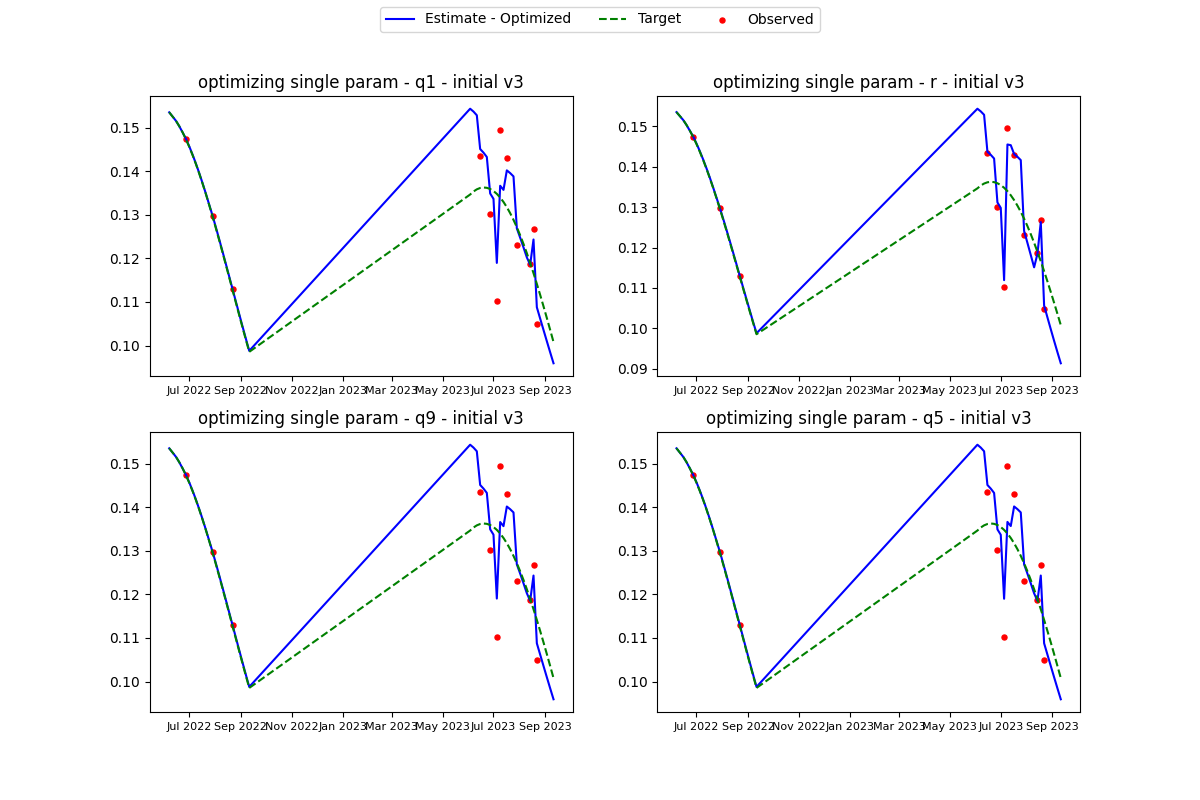 Estimate - Optimized Target Observed
optimizing single param - q1 - initial v3
0.15
0.14
0.13
0.12
0.11
0.10
Jul 2022 Sep 2022 Nov 2022 Jan 2023 Mar 2023 May 2023 Jul 2023 Sep 2023
optimizing single param - r - initial v3
0.15
0.14
0.13
0.12
0.11
0.10
0.09
Jul 2022 Sep 2022 Nov 2022 Jan 2023 Mar 2023 May 2023 Jul 2023 Sep 2023
optimizing single param - q9 - initial v3
0.15
0.14
0.13
0.12
0.11
0.10
Jul 2022 Sep 2022 Nov 2022 Jan 2023 Mar 2023 May 2023 Jul 2023 Sep 2023
optimizing single param - q5 - initial v3
0.15
0.14
0.13
0.12
0.11
0.10
Jul 2022 Sep 2022 Nov 2022 Jan 2023 Mar 2023 May 2023 Jul 2023 Sep 2023